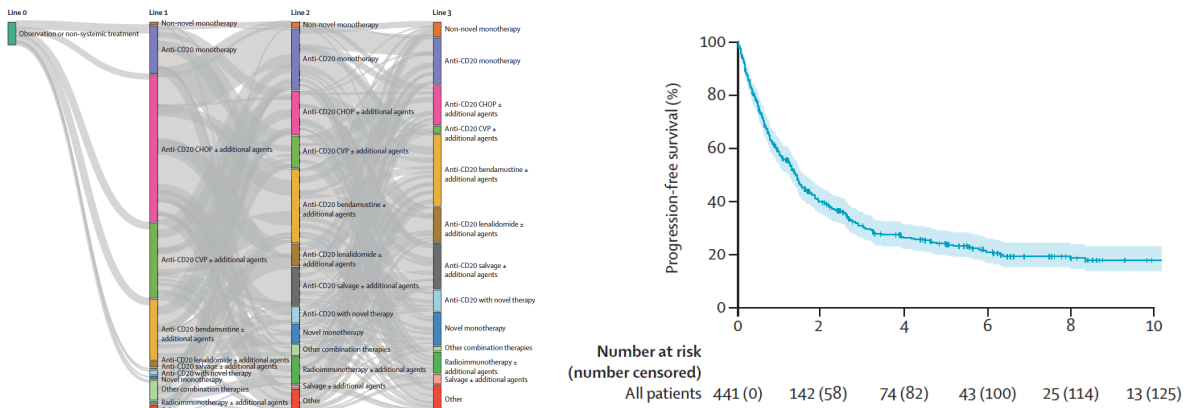 Line 0
Observation or non-systemic treatment
Line 1
Non-novel monotherapy
Anti-CD20 monotherapy
Anti-CD20 CHOP ± additional agents
Anti-CD20 CVP ± additional agents
Anti-CD20 bendamustine ±
additional agents
Anti-CD20 lenalidomide ± additional agents
Anti-CD20 salvage ± additional agents
Anti-CD20 with novel therapy
Novel monotherapy
Other combination therapies
Radioimmunotherapy ± additional agents
Line 2
Non-novel monotherapy
Anti-CD20 monotherapy
Anti-CD20 CHOP ± additional agents
Anti-CD20 CVP ± additional agents
Anti-CD20 bendamustine ±
additional agents
Anti-CD20 lenalidomide ±
additional agents
Anti-CD20 salvage ± additional agents
Anti-CD20 with novel therapy
Novel monotherapy
Other combination therapies
Radioimmunotherapy ± additional agents
Salvage ± additional agents
Other
Line 3
Non-novel monotherapy
Anti-CD20 monotherapy
Anti-CD20 CHOP ±
additional agents
Anti-CD20 CVP ±
additional agents
Anti-CD20 bendamustine ±
additional agents
Anti-CD20 lenalidomide ±
additional agents
Anti-CD20 salvage ±
additional agents
Anti-CD20 with novel therapy
Novel monotherapy
Other combination therapies
Radioimmunotherapy ±
additional agents
Salvage ± additional agents
Other
Progression-free survival (%)
100
80
60
40
20
0
0 2 4 6 8 10
Number at risk
(number censored)
All patients 441 (0) 142 (58) 74 (82) 43 (100) 25 (114) 13 (125)